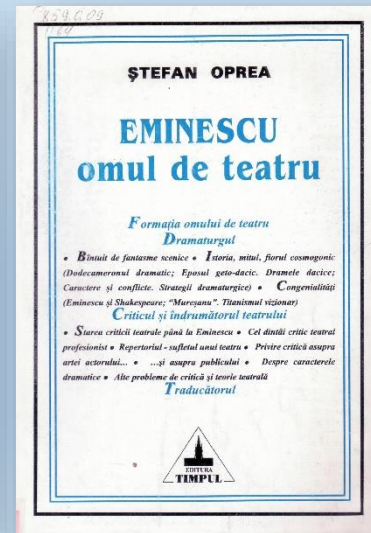 859.0.09
ŞTEFAN OPREA
EMINESCU
omul de teatru
Formaţia omului de teatru
Dramaturgul
• Bîntuit de fantasme scenice • Istoria, mitul, fiorul cosmogonic
(Dodecameronul dramatic; Eposul geto-dacic. Dramele dacice;
Caractere şi conflicte. Strategii dramaturgice) • Congenialităţi
(Eminescu şi Shakespeare; "Mureşanu". Titanismul vizionar)
Criticul şi îndrumătorul teatrului
• Starea criticii teatrale până la Eminescu • Cel dintâi critic teatral
profesionist • Repertoriul - sufletul unui teatru • Privire critică asupra
artei actorului... • ...şi asupra publicului • Despre caracterele
dramatice • Alte probleme de critică şi teorie teatrală
Traducătorul
EDITURA
TIMPUL